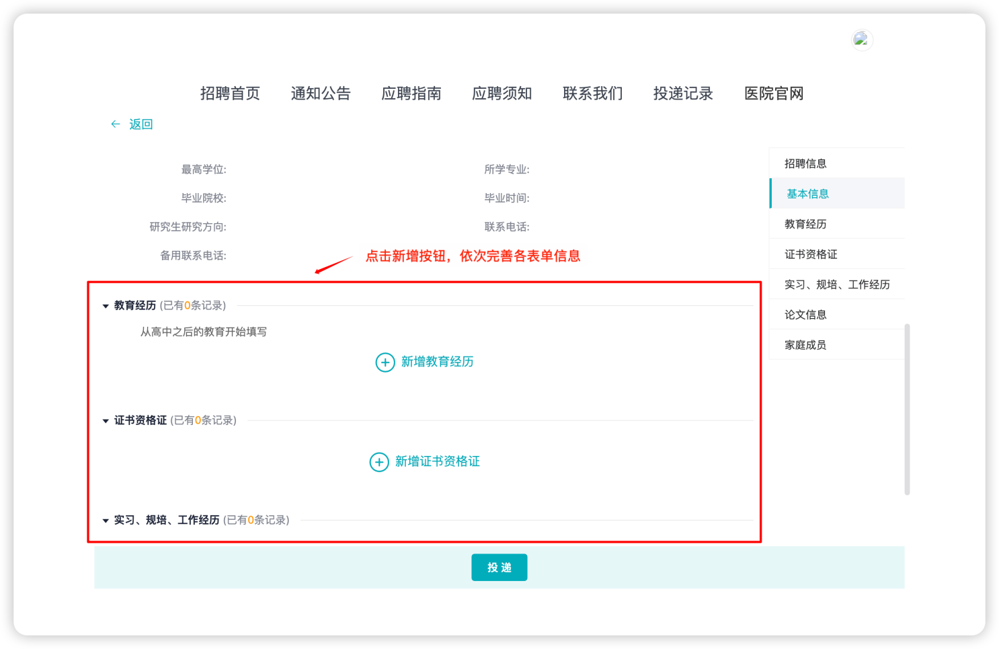 招聘首页 通知公告 应聘指南 应聘须知 联系我们 投递记录 医院官网
← 返回
最高学位: 所学专业:
毕业院校: 毕业时间:
研究生研究方向: 联系电话:
备用联系电话:
点击新增按钮，依次完善各表单信息
教育经历 (已有0条记录)
从高中之后的教育开始填写
新增教育经历
证书资格证 (已有0条记录)
新增证书资格证
实习、规培、工作经历 (已有0条记录)
投 递
招聘信息
基本信息
教育经历
证书资格证
实习、规培、工作经历
论文信息
家庭成员